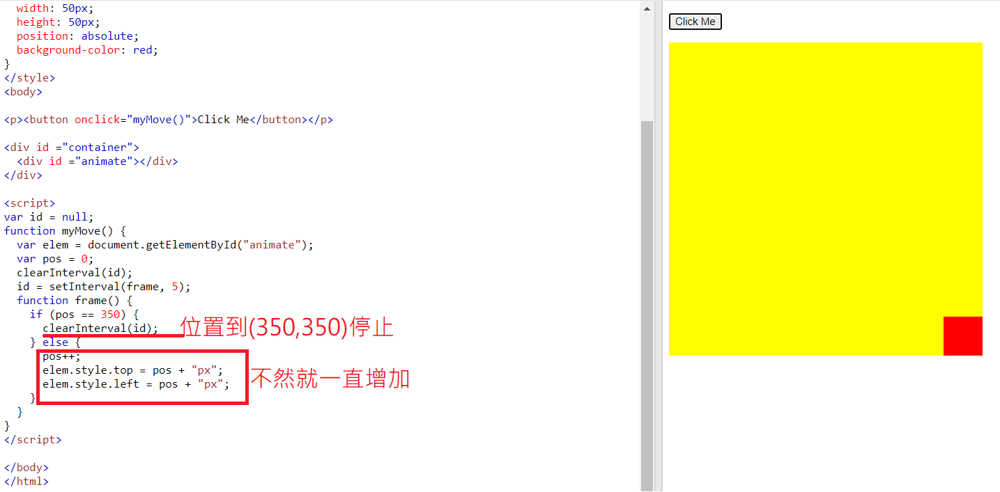 width: 50px;
height: 50px;
position: absolute;
background-color: red;
}
</style>
<body>
<p><button onclick="myMove()">Click Me</button></p>
<div id ="container">
<div id ="animate"></div>
</div>
<script>
var id = null;
function myMove() {
var elem = document.getElementById("animate");
var pos = 0;
clearInterval(id);
id = setInterval(frame, 5);
function frame() {
if (pos == 350) {
clearInterval(id); 位置到(350,350)停止
} else {
pos++;
elem.style.top = pos + "px"; 不然就一直增加
elem.style.left = pos + "px";
}
}
}
</script>
</body>
</html>
Click Me